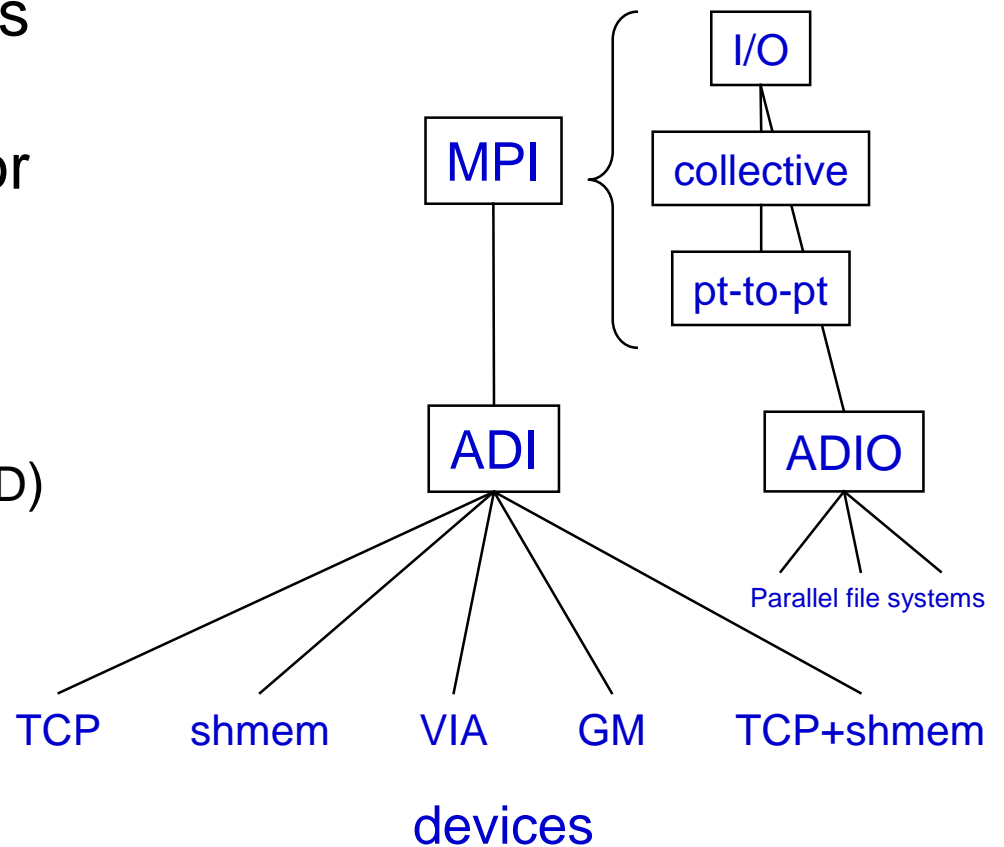 s
I/O
MPI
collective
or
pt-to-pt
ADI
ADIO
D)
Parallel file systems
TCP shmem VIA GM TCP+shmem
devices